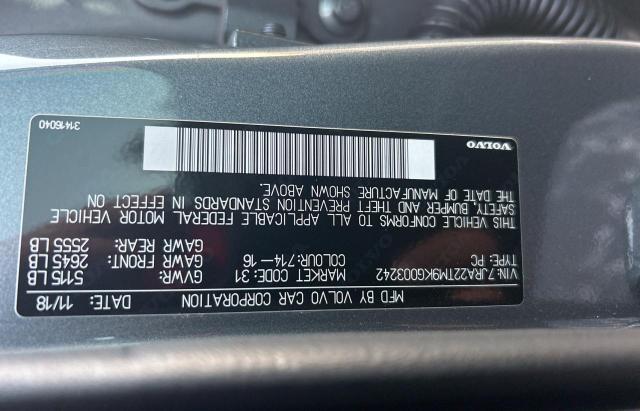 MFD BY VOLVO CAR CORPORATION DATE: 11/18
VIN: 7JRA22TM9KG003242 MARKET CODE: 31 GVWR: 5115 LB
TYPE: PC COLOUR: 714-16 GAWR FRONT: 2645 LB
GAWR REAR: 2555 LB
THIS VEHICLE CONFORMS TO ALL APPLICABLE FEDERAL MOTOR VEHICLE
SAFETY, BUMPER AND THEFT PREVENTION STANDARDS IN EFFECT ON
THE DATE OF MANUFACTURE SHOWN ABOVE.
VOLVO
31416040